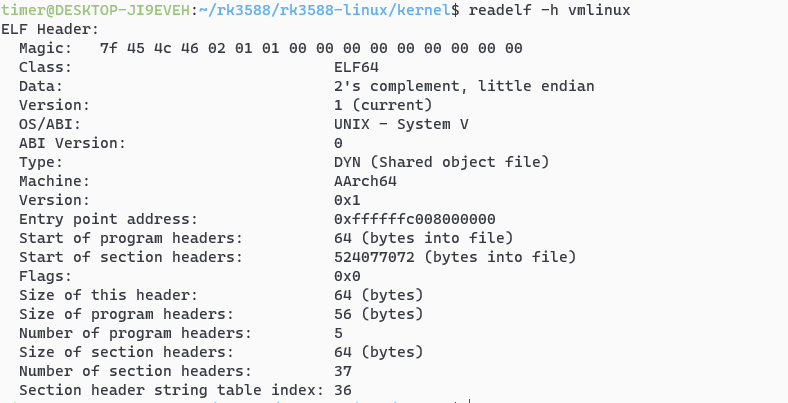 timer@DESKTOP-JI9EVEH:~/rk3588/rk3588-linux/kernel$ readelf -h vmlinux
ELF Header:
  Magic:   7f 45 4c 46 02 01 01 00 00 00 00 00 00 00 00 00
  Class:                             ELF64
  Data:                              2's complement, little endian
  Version:                           1 (current)
  OS/ABI:                            UNIX - System V
  ABI Version:                       0
  Type:                              DYN (Shared object file)
  Machine:                           AArch64
  Version:                           0x1
  Entry point address:               0xffffffc008000000
  Start of program headers:          64 (bytes into file)
  Start of section headers:          524077072 (bytes into file)
  Flags:                             0x0
  Size of this header:               64 (bytes)
  Size of program headers:           56 (bytes)
  Number of program headers:         5
  Size of section headers:           64 (bytes)
  Number of section headers:         37
  Section header string table index: 36